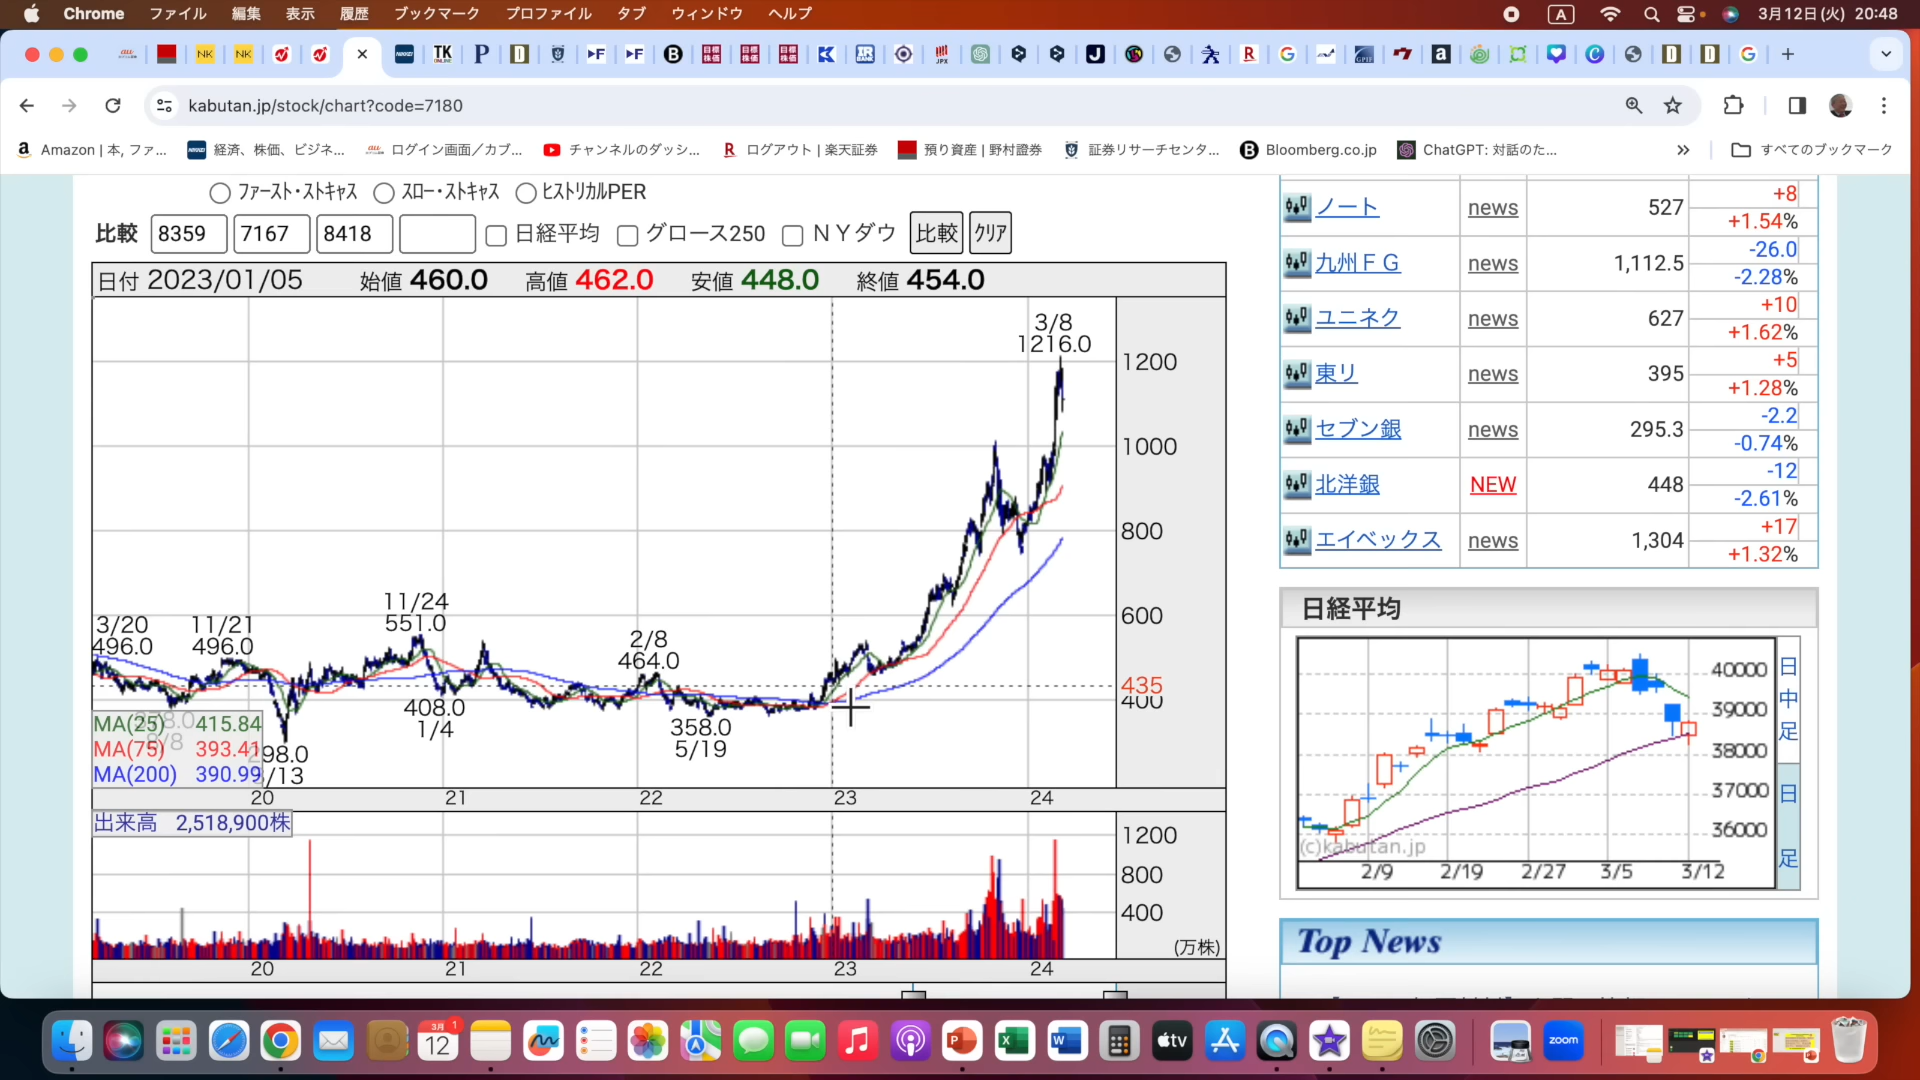 Chrome ファイル 編集 表示 履歴 ブックマーク プロファイル タブ ウィンドウ ヘルプ A 3月12日(火) 20:48
kabutan.jp/stock/chart?code=7180
Amazon | 本, ファ... 経済、株価、ビジネ... ログイン画面／カブ... チャンネルのダッシ... ログアウト | 楽天証券 預り資産 | 野村證券 証券リサーチセンタ... Bloomberg.co.jp ChatGPT: 対話のた... » すべてのブックマーク
ﾌｧｰｽﾄ･ｽﾄｷｬｽ ｽﾛｰ･ｽﾄｷｬｽ ﾋｽﾄﾘｶﾙPER
比較 8359 7167 8418 日経平均 グロース250 ＮＹダウ 比較 ｸﾘｱ
日付 2023/01/05 始値 460.0 高値 462.0 安値 448.0 終値 454.0
3/8
1216.0
1200
1000
800
11/24
551.0
600
3/20
496.0
11/21
496.0
2/8
464.0
435
400
408.0
1/4
358.0
5/19
MA(25) 415.84
MA(75) 393.41
MA(200) 390.99
98.0
/13
20 21 22 23 24
出来高 2,518,900株
1200
800
400
(万株)
20 21 22 23 24
ノート news 527 +8 +1.54%
九州ＦＧ news 1,112.5 -26.0 -2.28%
ユニネク news 627 +10 +1.62%
東リ news 395 +5 +1.28%
セブン銀 news 295.3 -2.2 -0.74%
北洋銀 NEW 448 -12 -2.61%
エイベックス news 1,304 +17 +1.32%
日経平均
40000
39000
38000
37000
36000
(c)kabutan.jp
2/9 2/19 2/27 3/5 3/12
日
中
足
日
足
Top News
3月
12
1
tv
zoom